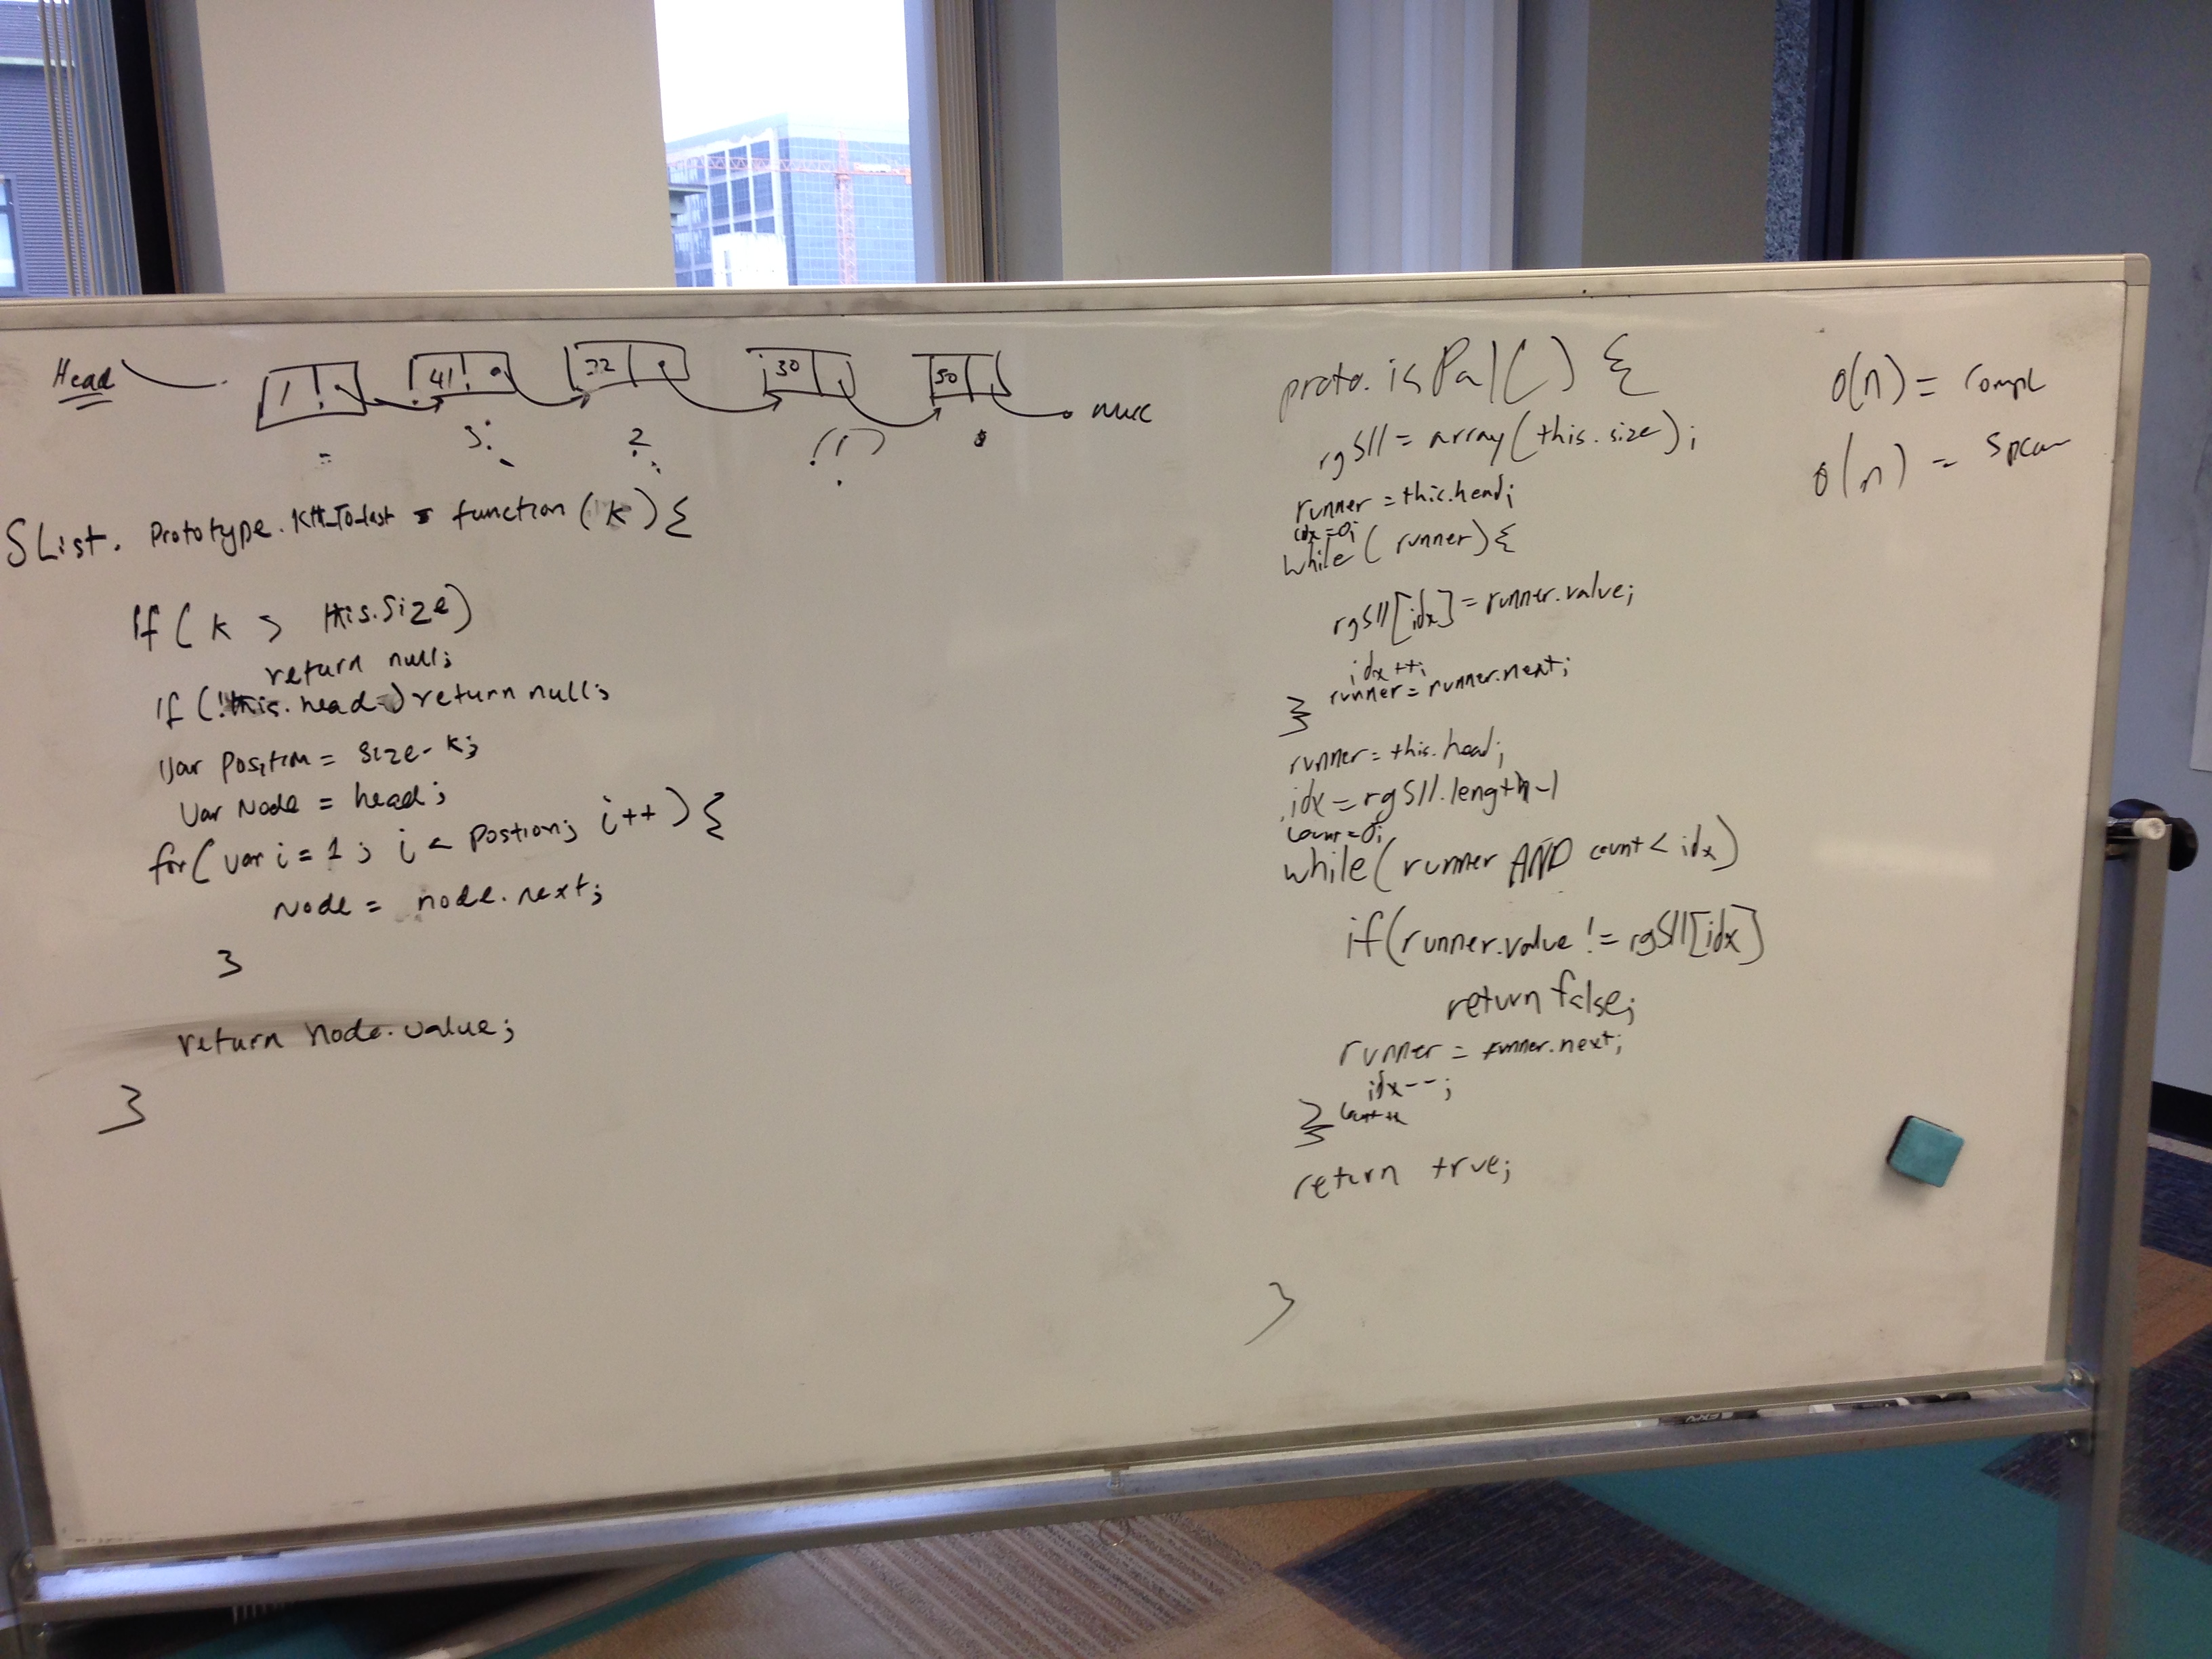 Head
1 41 22 30 50 null
3 2 (1) 0
SList. Prototype.Kth_To_last = function (k) {
If ( k > this.size)
return null;
If (!this.head) return null;
Var Position = size - k;
Var Node = head;
for( var i = 1; i < Postion; i++ ) {
Node = node.next;
}
return Node.value;
}
proto.isPal() {
rgSll = array(this.size);
runner = this.head;
idx=0;
while( runner) {
rgSll[idx] = runner.value;
idx++;
runner = runner.next;
}
runner = this.head;
idx = rgSll.length-1
count=0;
while( runner AND count < idx)
if(runner.value != rgSll[idx]
return false;
runner = runner.next;
idx--;
} count++
return true;
}
O(n) = compl
O(n) =